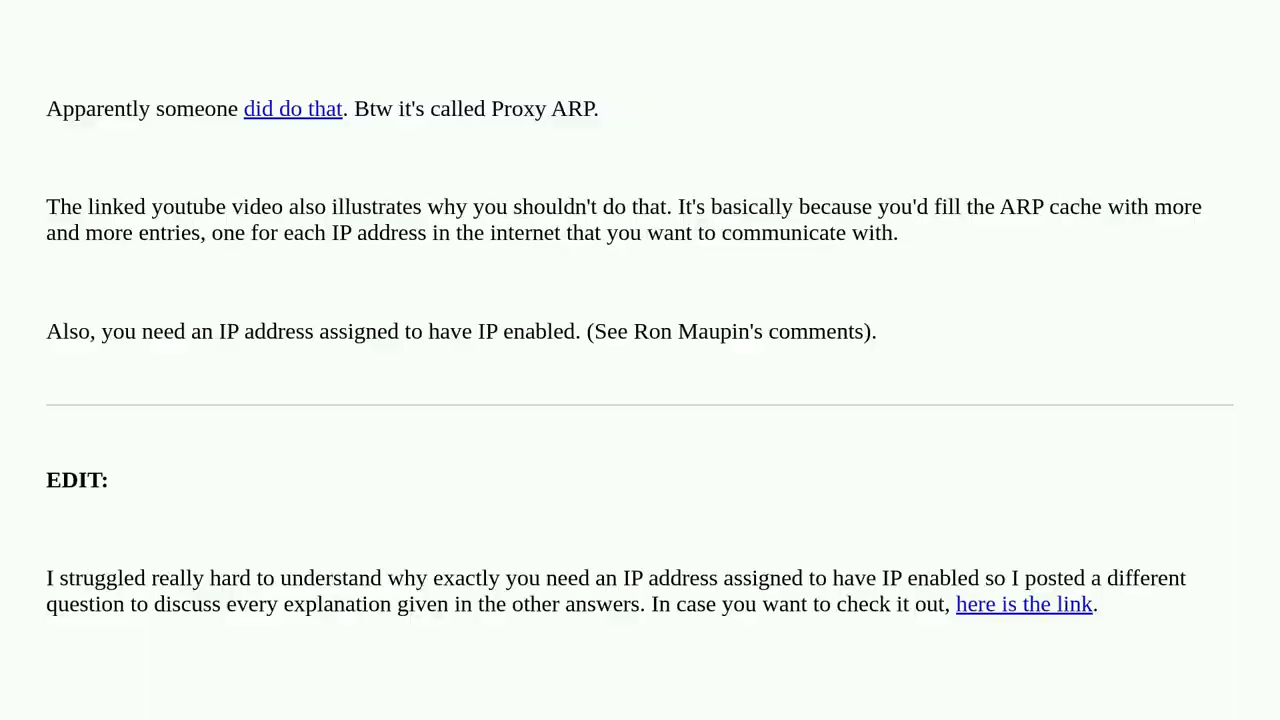 Apparently someone did do that. Btw it's called Proxy ARP.
The linked youtube video also illustrates why you shouldn't do that. It's basically because you'd fill the ARP cache with more
and more entries, one for each IP address in the internet that you want to communicate with.
Also, you need an IP address assigned to have IP enabled. (See Ron Maupin's comments).
EDIT:
I struggled really hard to understand why exactly you need an IP address assigned to have IP enabled so I posted a different
question to discuss every explanation given in the other answers. In case you want to check it out, here is the link.